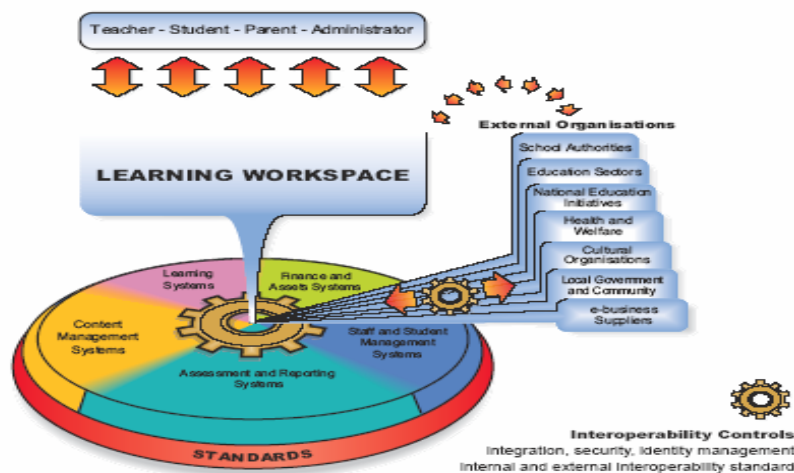 Teacher - Student - Parent - Administrator
External Organisations
School Authorities
Education Sectors
National Education
Initiatives
Health and
Welfare
Cultural
Organisations
Local Government
and Community
e-business
Suppliers
LEARNING WORKSPACE
Learning
Systems
Finance and
Assets Systems
Content
Management
Systems
Staff and Student
Management
Systems
Assessment and Reporting
Systems
STANDARDS
Interoperability Controls
Integration, security, identity management
Internal and external interoperability standard